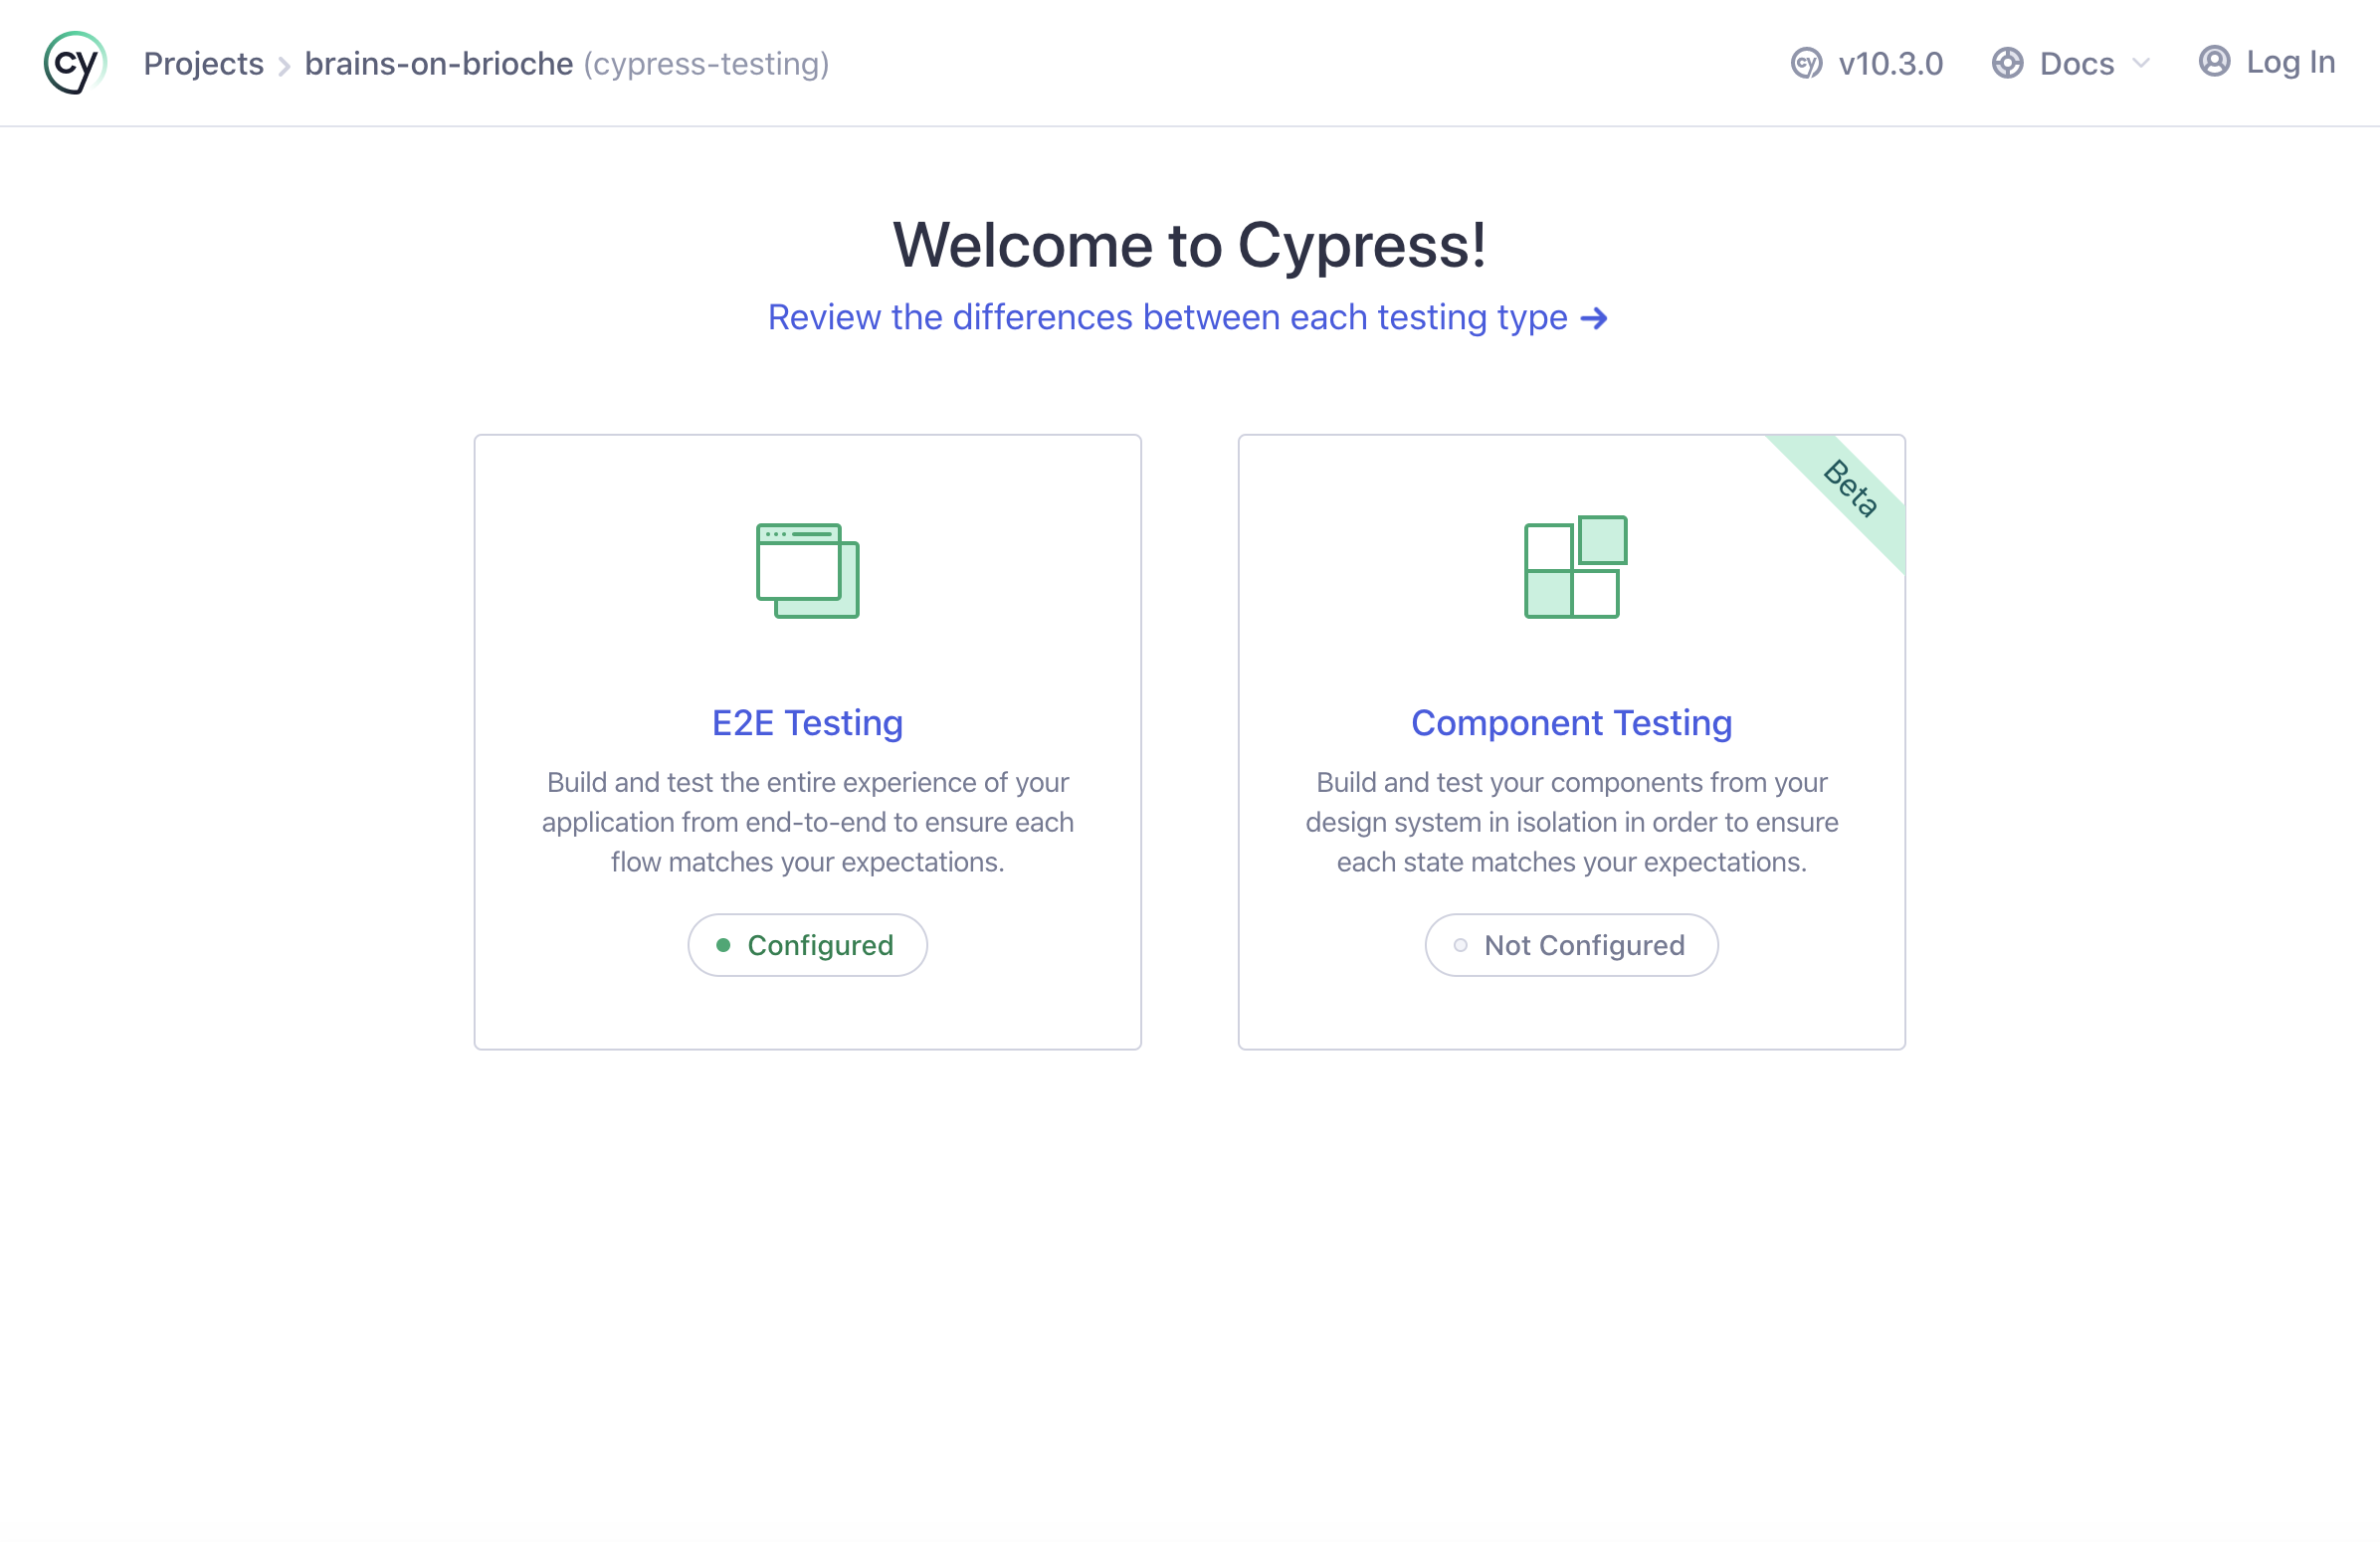 cy Projects > brains-on-brioche (cypress-testing) cy v10.3.0 Docs Log In
Welcome to Cypress!
Review the differences between each testing type →
Beta
E2E Testing
Build and test the entire experience of your
application from end-to-end to ensure each
flow matches your expectations.
Configured
Component Testing
Build and test your components from your
design system in isolation in order to ensure
each state matches your expectations.
Not Configured